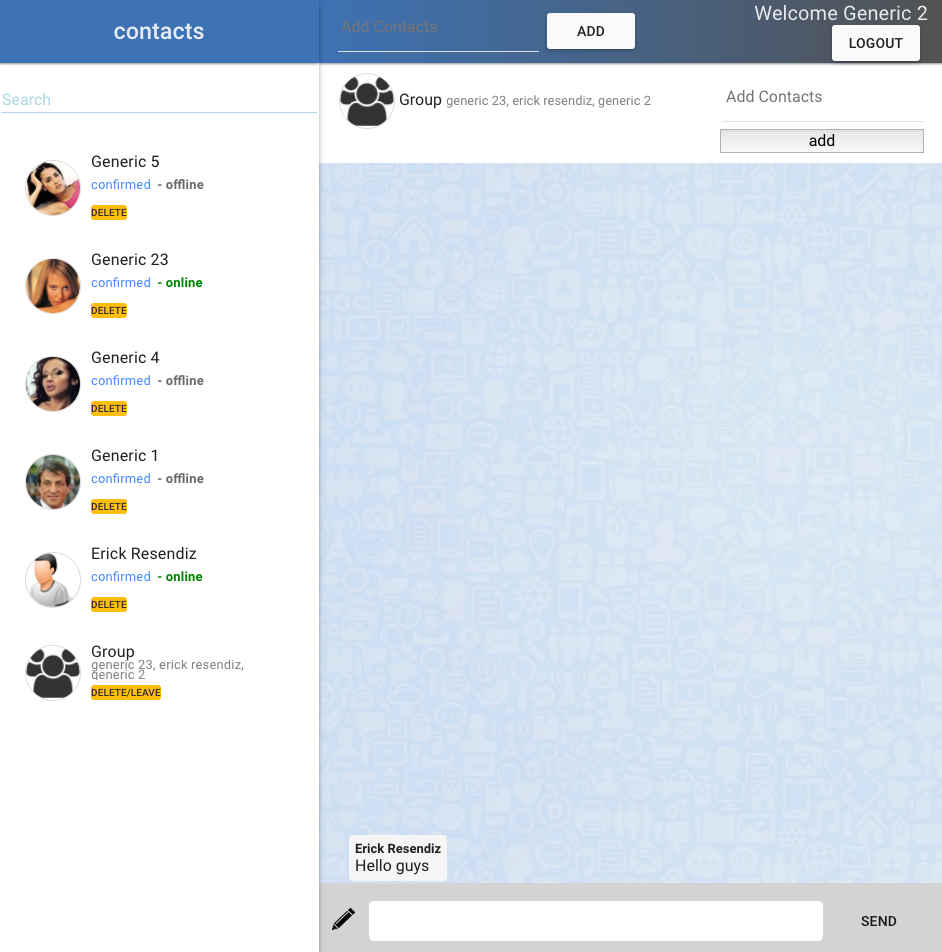 contacts
Search
Generic 5
confirmed - offline
DELETE
Generic 23
confirmed - online
DELETE
Generic 4
confirmed - offline
DELETE
Generic 1
confirmed - offline
DELETE
Erick Resendiz
confirmed - online
DELETE
Group
generic 23, erick resendiz,
generic 2
DELETE/LEAVE
Add Contacts
ADD
Welcome Generic 2
LOGOUT
Group generic 23, erick resendiz, generic 2
Add Contacts
add
Erick Resendiz
Hello guys
SEND